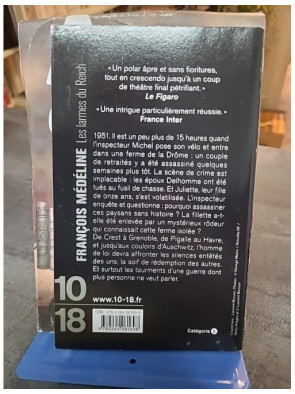 « Un polar âpre et sans fioritures,
tout en crescendo jusqu'à un coup
de théâtre final pétrifiant. »
Le Figaro
« Une intrigue particulièrement réussie. »
France Inter
1951. Il est un peu plus de 15 heures quand
l'inspecteur Michel pose son vélo et entre
dans une ferme de la Drôme : un couple
de retraités y a été assassiné quelques
semaines plus tôt. La scène de crime est
implacable : les époux Delhomme ont été
tués au fusil de chasse. Et Juliette, leur fille
de onze ans, s'est volatilisée. L'inspecteur
enquête et questionne : pourquoi assassiner
ces paysans sans histoire ? La fillette a-t-
elle été enlevée par un mystérieux rôdeur
qui connaissait cette ferme isolée ?
De Crest à Grenoble, de Pigalle au Havre,
et jusqu'aux couloirs d'Auschwitz, l'homme
de loi devra affronter les silences entêtés
des uns, la soif de rédemption des autres.
Et surtout les tourments d'une guerre dont
plus personne ne veut parler.
FRANÇOIS MÉDÉLINE Les larmes du Reich
10
18
www.10-18.fr
Catégorie 5